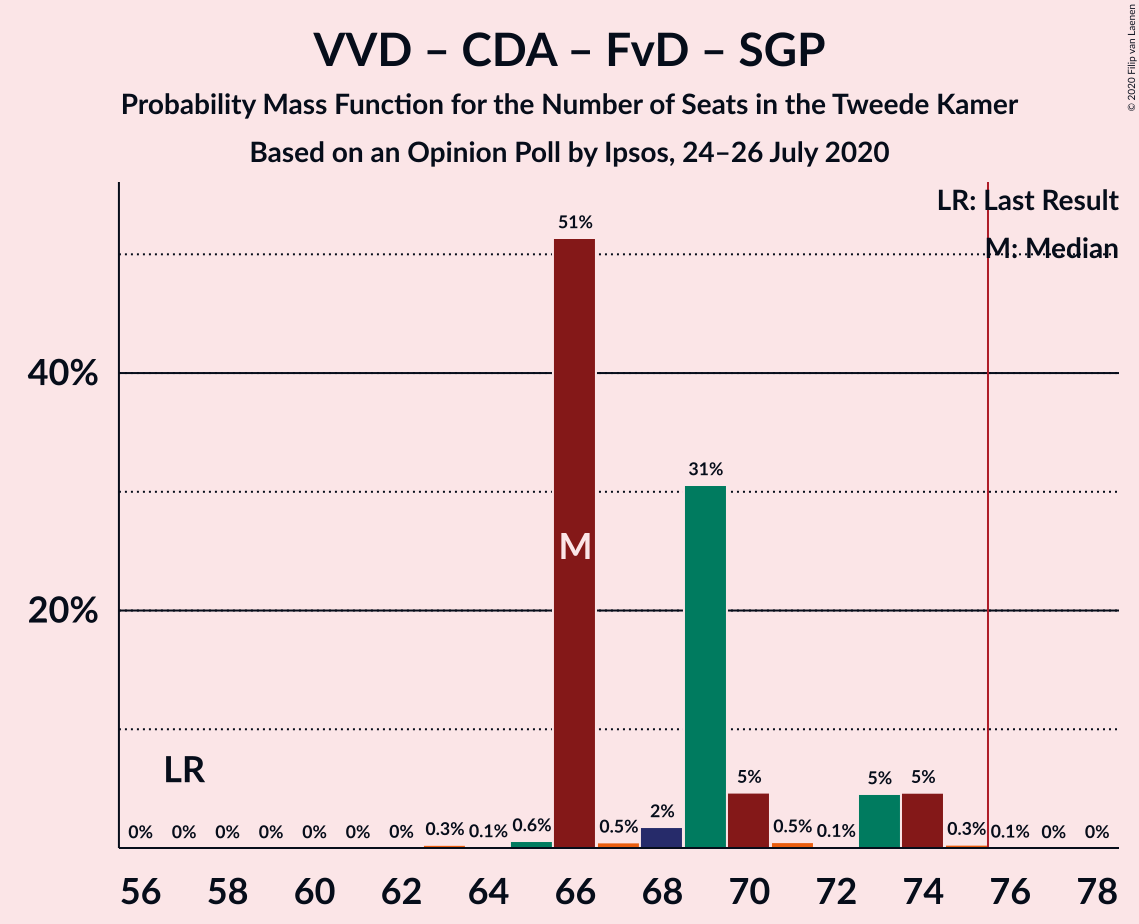 VVD – CDA – FvD – SGP
Probability Mass Function for the Number of Seats in the Tweede Kamer
Based on an Opinion Poll by Ipsos, 24–26 July 2020
© 2020 Filip van Laenen
LR: Last Result
M: Median
40%
20%
LR
M
0% 0% 0% 0% 0% 0% 0% 0.3% 0.1% 0.6% 51% 0.5% 2% 31% 5% 0.5% 0.1% 5% 5% 0.3% 0.1% 0% 0%
56 58 60 62 64 66 68 70 72 74 76 78